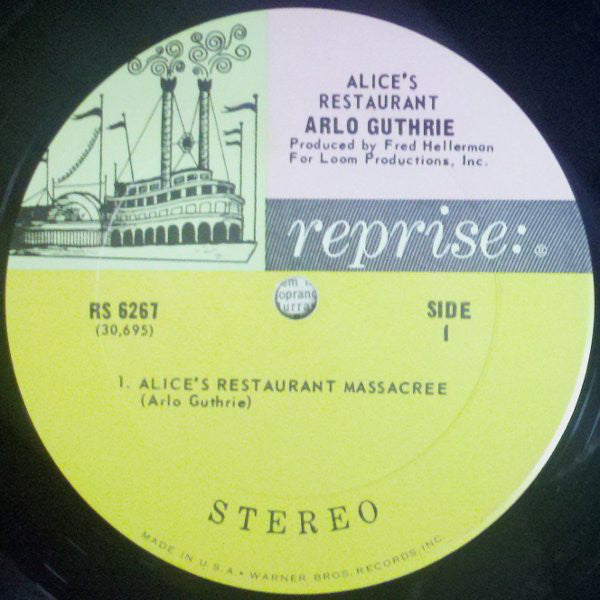 ALICE'S
RESTAURANT
ARLO GUTHRIE
Produced by Fred Hellerman
For Loom Productions, Inc.
reprise: ®
RS 6267
(30,695)
SIDE
1
1. ALICE'S RESTAURANT MASSACREE
(Arlo Guthrie)
STEREO
MADE IN U.S.A. • WARNER BROS. RECORDS, INC.